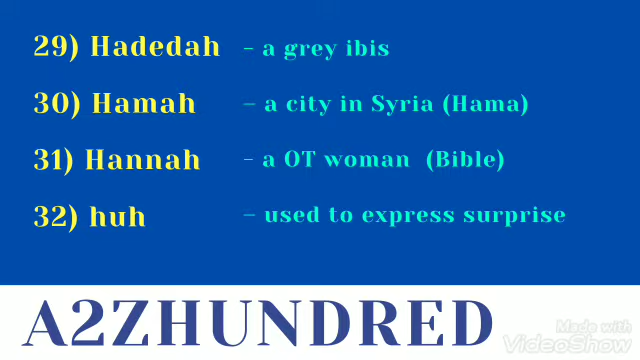 29) Hadedah - a grey ibis
30) Hamah - a city in Syria (Hama)
31) Hannah - a OT woman (Bible)
32) huh - used to express surprise
A2ZHUNDRED
Made with
VideoShow